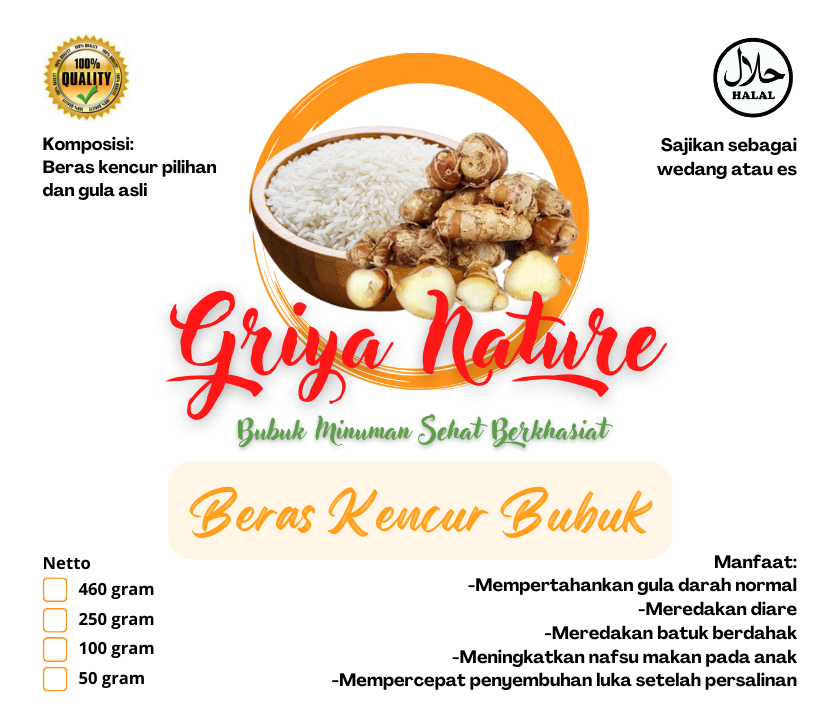 100%
QUALITY
حلال
HALAL
Komposisi:
Beras kencur pilihan
dan gula asli
Sajikan sebagai
wedang atau es
Griya Nature
Bubuk Minuman Sehat Berkhasiat
Beras Kencur Bubuk
Netto
460 gram
250 gram
100 gram
50 gram
Manfaat:
-Mempertahankan gula darah normal
-Meredakan diare
-Meredakan batuk berdahak
-Meningkatkan nafsu makan pada anak
-Mempercepat penyembuhan luka setelah persalinan